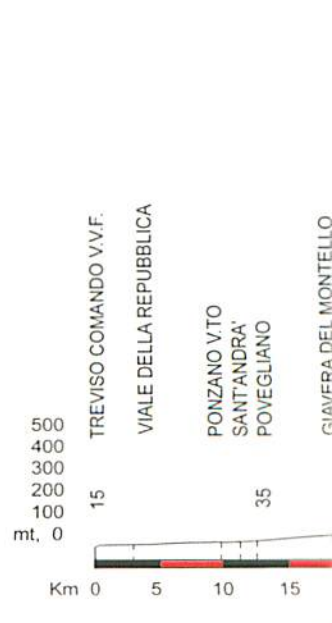 TREVISO COMANDO V.V.F.
VIALE DELLA REPUBBLICA
PONZANO V.TO
SANT'ANDRA'
POVEGLIANO
GIAVERA DEL MONTELLO
500
400
300
200
100
mt, 0
15
35
Km 0 5 10 15